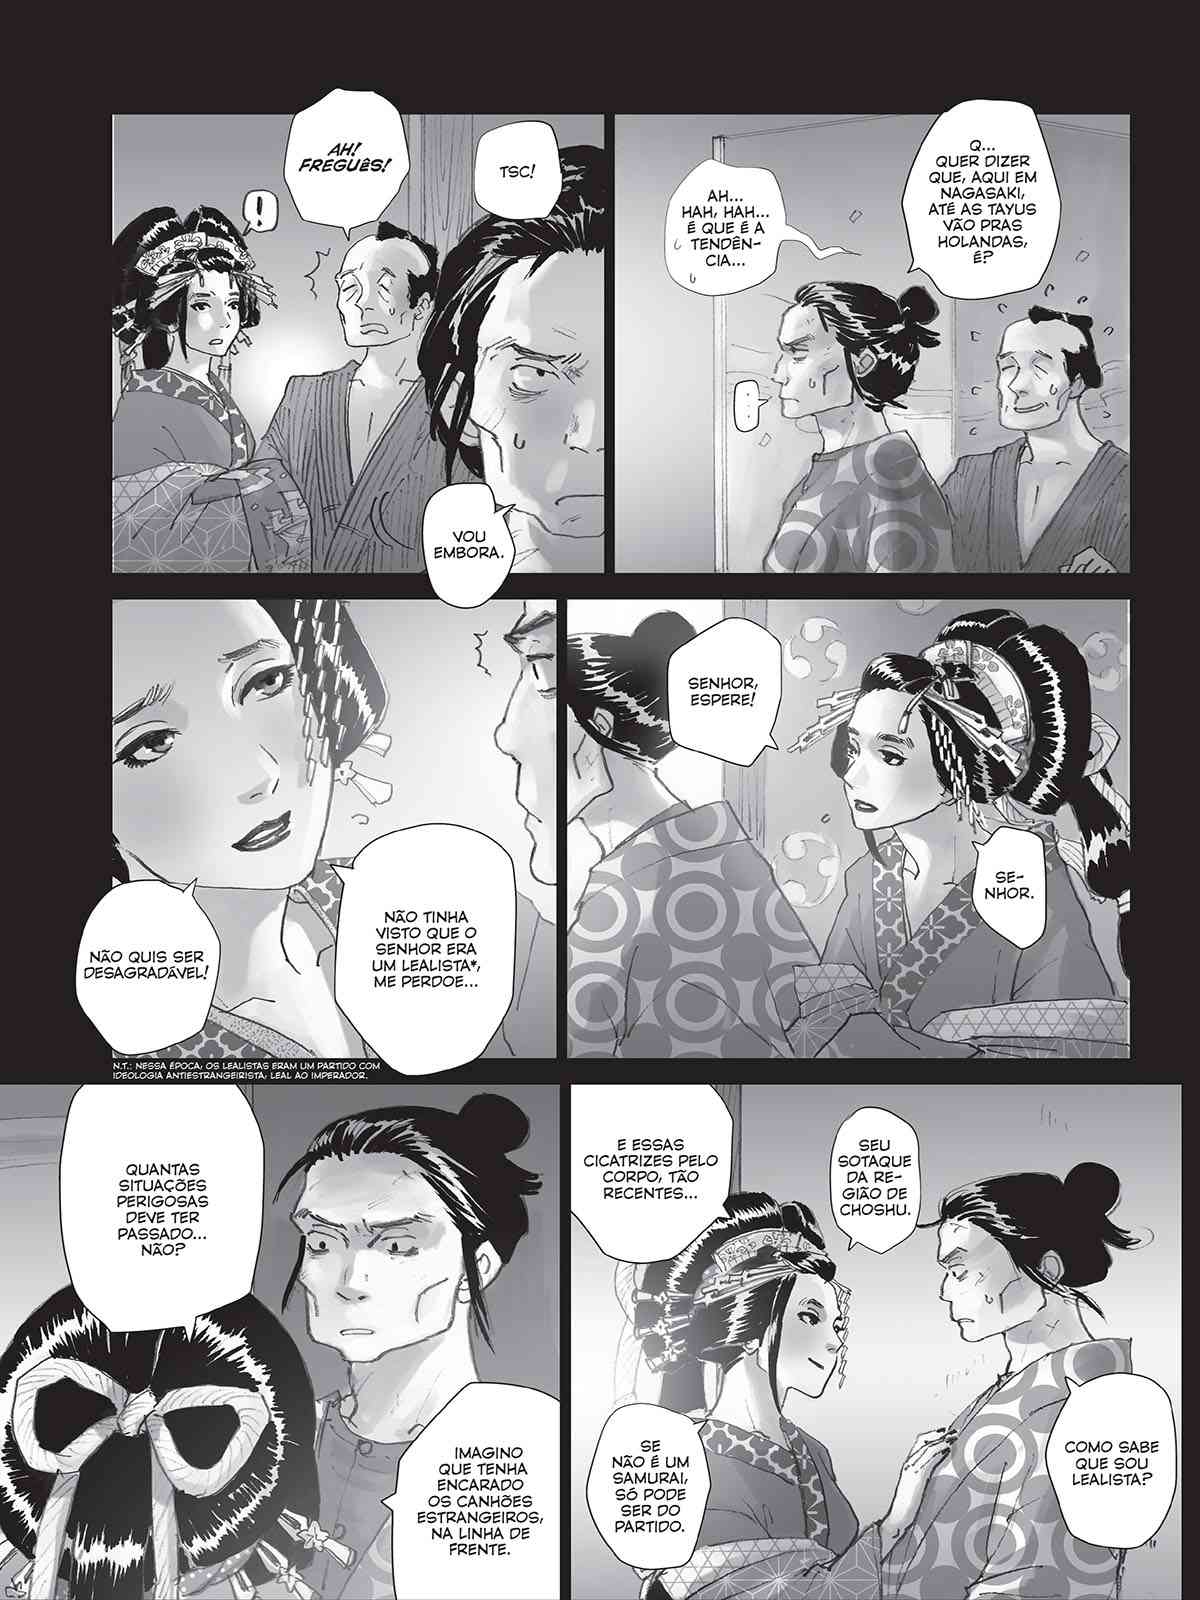 Q...
QUER DIZER
QUE, AQUI EM
NAGASAKI,
ATÉ AS TAYUS
VÃO PRAS
HOLANDAS,
É?
AH...
HAH, HAH...
É QUE É A
TENDÊN-
CIA...
...
TSC!
AH!
FREGUÊS!
!
VOU
EMBORA.
SENHOR,
ESPERE!
SE-
NHOR.
NÃO TINHA
VISTO QUE O
SENHOR ERA
UM LEALISTA*,
ME PERDOE...
NÃO QUIS SER
DESAGRADÁVEL!
N.T.: NESSA ÉPOCA, OS LEALISTAS ERAM UM PARTIDO COM
IDEOLOGIA ANTIESTRANGEIRISTA, LEAL AO IMPERADOR.
SEU
SOTAQUE
DA RE-
GIÃO DE
CHOSHU.
E ESSAS
CICATRIZES PELO
CORPO, TÃO
RECENTES...
COMO SABE
QUE SOU
LEALISTA?
SE
NÃO É UM
SAMURAI,
SÓ PODE
SER DO
PARTIDO.
QUANTAS
SITUAÇÕES
PERIGOSAS
DEVE TER
PASSADO...
NÃO?
IMAGINO
QUE TENHA
ENCARADO
OS CANHÕES
ESTRANGEIROS,
NA LINHA DE
FRENTE.